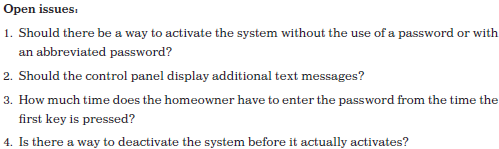 Open issues:
1. Should there be a way to activate the system without the use of a password or with
an abbreviated password?
2. Should the control panel display additional text messages?
3. How much time does the homeowner have to enter the password from the time the
first key is pressed?
4. Is there a way to deactivate the system before it actually activates?